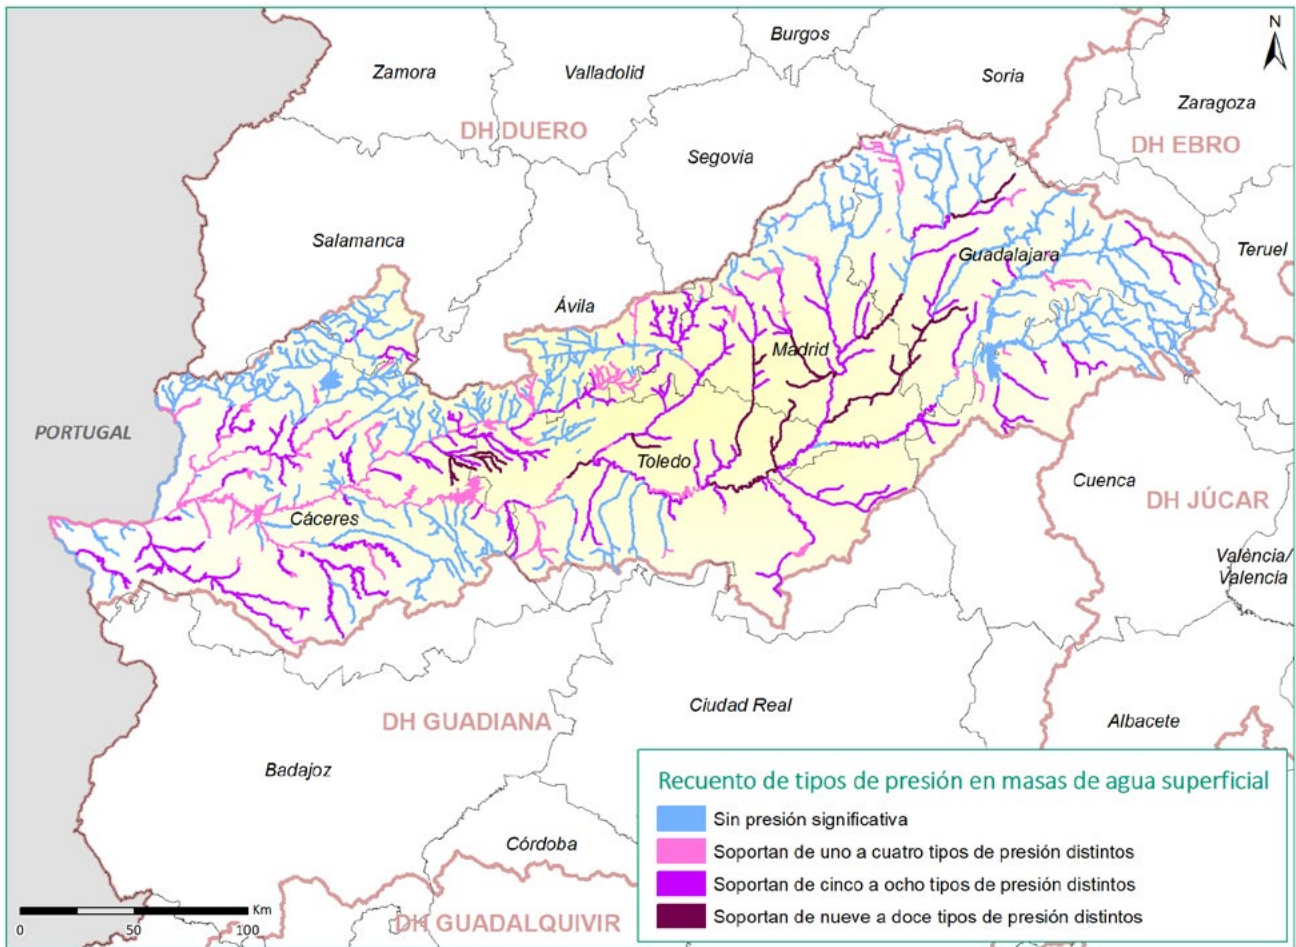 N
Burgos
Zamora
Valladolid
Soria
Zaragoza
DH DUERO
DH EBRO
Segovia
Salamanca
Teruel
Guadalajara
Ávila
Madrid
PORTUGAL
Toledo
Cuenca
DH JÚCAR
Cáceres
València/
Valencia
Ciudad Real
DH GUADIANA
Albacete
Badajoz
Córdoba
DH GUADALQUIVIR
Km
0 50 100
Recuento de tipos de presión en masas de agua superficial
Sin presión significativa
Soportan de uno a cuatro tipos de presión distintos
Soportan de cinco a ocho tipos de presión distintos
Soportan de nueve a doce tipos de presión distintos